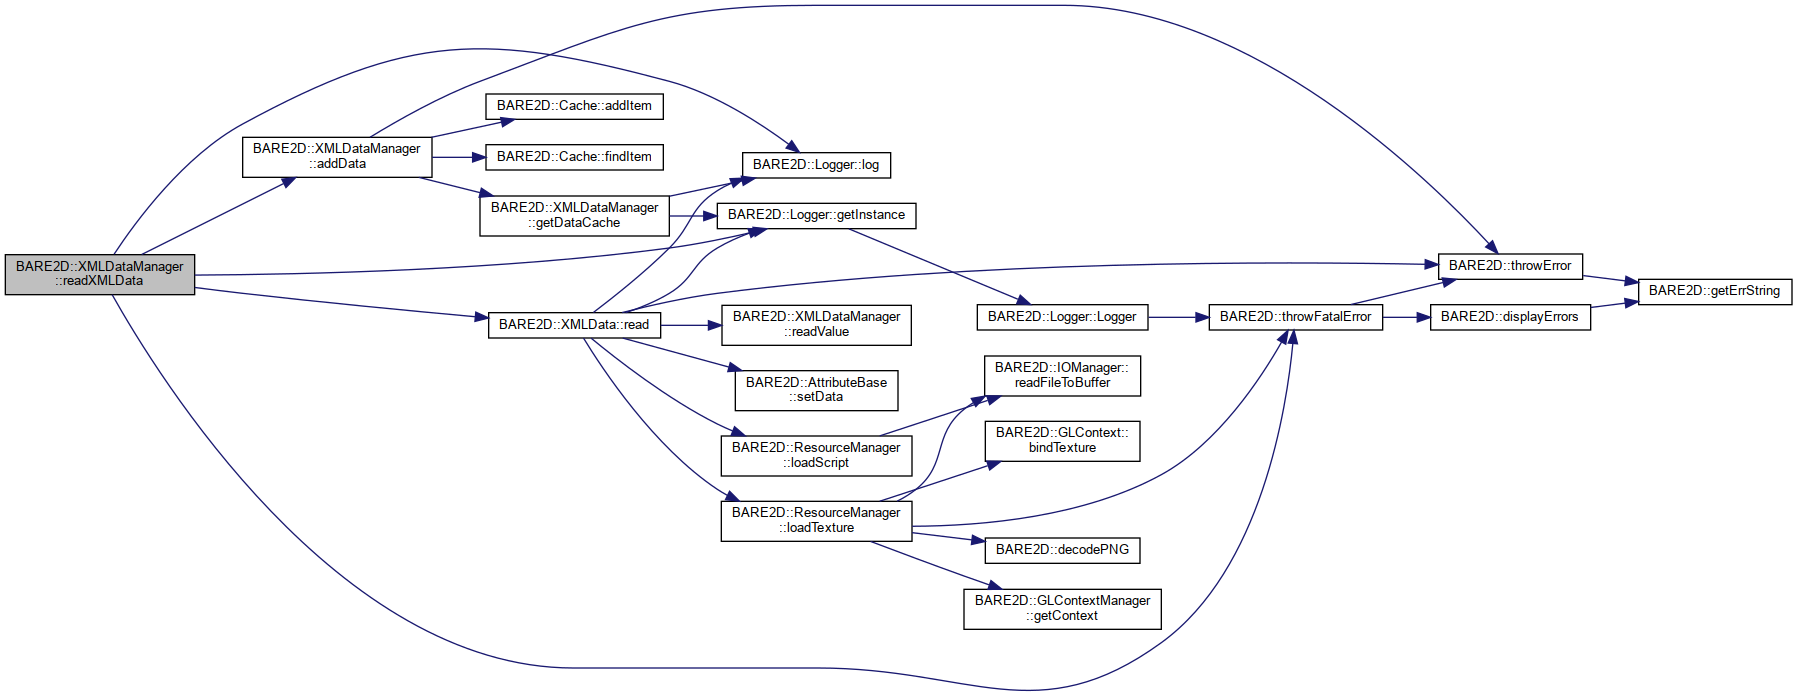 BARE2D::XMLDataManager
::readXMLData
BARE2D::XMLDataManager
::addData
BARE2D::Cache::addItem
BARE2D::Cache::findItem
BARE2D::XMLDataManager
::getDataCache
BARE2D::XMLData::read
BARE2D::Logger::log
BARE2D::Logger::getInstance
BARE2D::XMLDataManager
::readValue
BARE2D::AttributeBase
::setData
BARE2D::ResourceManager
::loadScript
BARE2D::ResourceManager
::loadTexture
BARE2D::Logger::Logger
BARE2D::IOManager::
readFileToBuffer
BARE2D::GLContext::
bindTexture
BARE2D::decodePNG
BARE2D::GLContextManager
::getContext
BARE2D::throwFatalError
BARE2D::throwError
BARE2D::displayErrors
BARE2D::getErrString